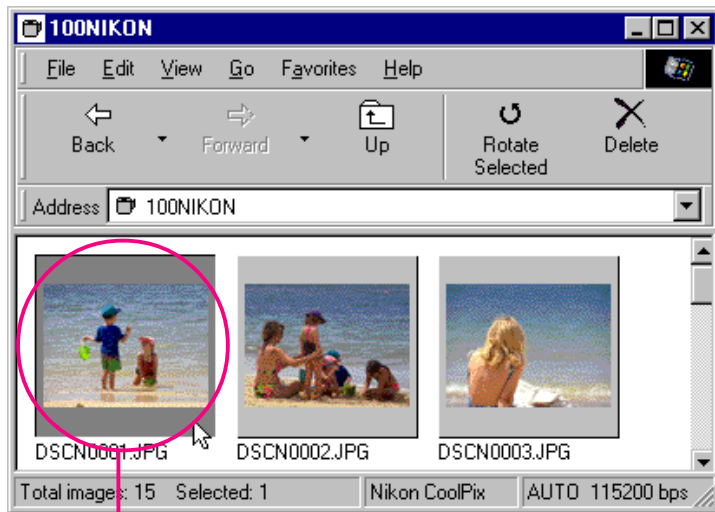 100NIKON
File Edit View Go Favorites Help
Back Forward Up Rotate Selected Delete
Address 100NIKON
DSCN0001.JPG DSCN0002.JPG DSCN0003.JPG
Total images: 15 Selected: 1 Nikon CoolPix AUTO 115200 bps